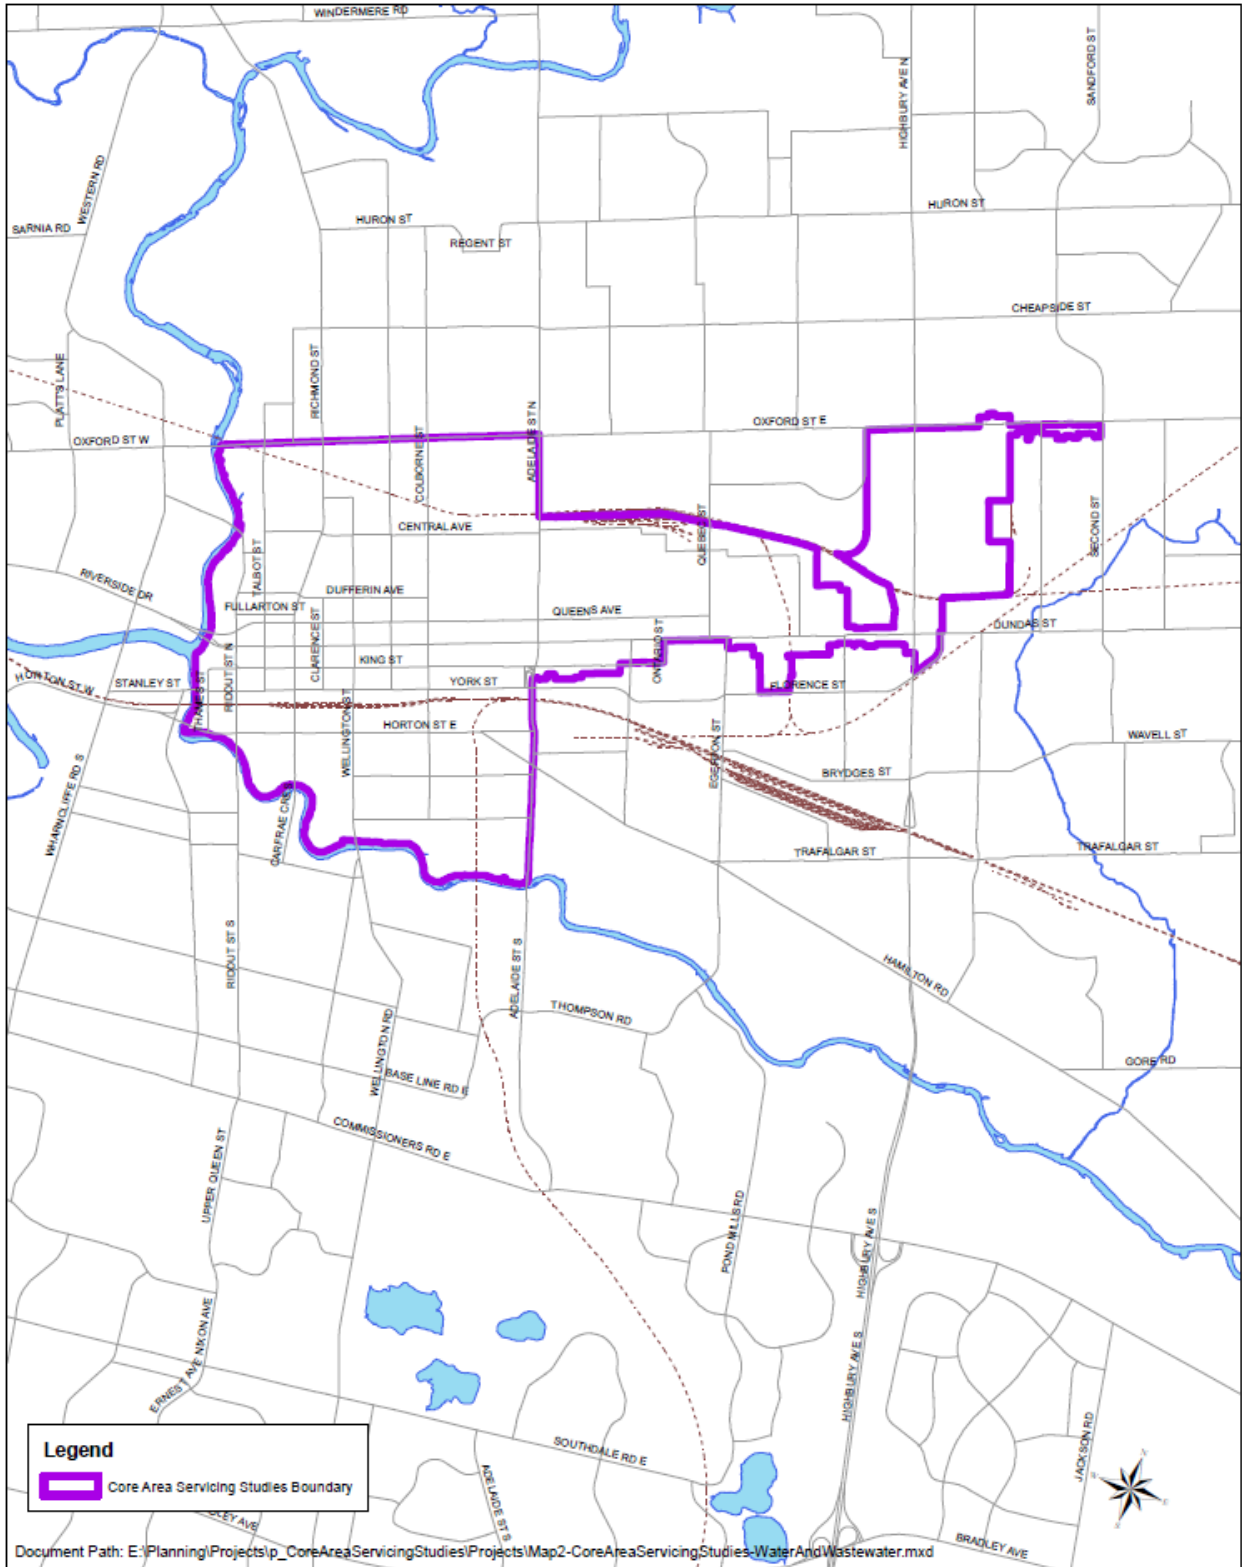 WINDERMERE RD
SANDFORD ST
HIGHBURY AVE N
WESTERN RD
HURON ST
HURON ST
SARNIA RD
REGENT ST
CHEAPSIDE ST
PLATT'S LANE
RICHMOND ST
ADELAIDE ST N
OXFORD ST E
OXFORD ST W
COLBORNE ST
CENTRAL AVE
QUEBEC ST
SECOND ST
TALBOT ST
RIVERSIDE DR
DUFFERIN AVE
FULLARTON ST
QUEENS AVE
DUNDAS ST
CLARENCE ST
ONTARIO ST
RIDOUT ST N
KING ST
HORTON ST W
STANLEY ST
YORK ST
FLORENCE ST
THAMES ST
HORTON ST E
WELLINGTON ST
EGERTON ST
WAVELL ST
BRYDGES ST
WHARNCLIFFE RD S
CARFRAE CRES
TRAFALGAR ST
TRAFALGAR ST
RIDOUT ST S
ADELAIDE ST S
HAMILTON RD
THOMPSON RD
WELLINGTON RD
GORE RD
BASE LINE RD E
COMMISSIONERS RD E
UPPER QUEEN ST
POND MILLS RD
HIGHBURY AVE S
ERNEST AVE
NIXON AVE
HIGHBURY AVE S
Legend
Core Area Servicing Studies Boundary
SOUTHDALE RD E
ADELAIDE ST S
JACKSON RD
BRADLEY AVE
Document Path: E:\Planning\Projects\p_CoreAreaServicingStudies\Projects\Map2-CoreAreaServicingStudies-WaterAndWastewater.mxd